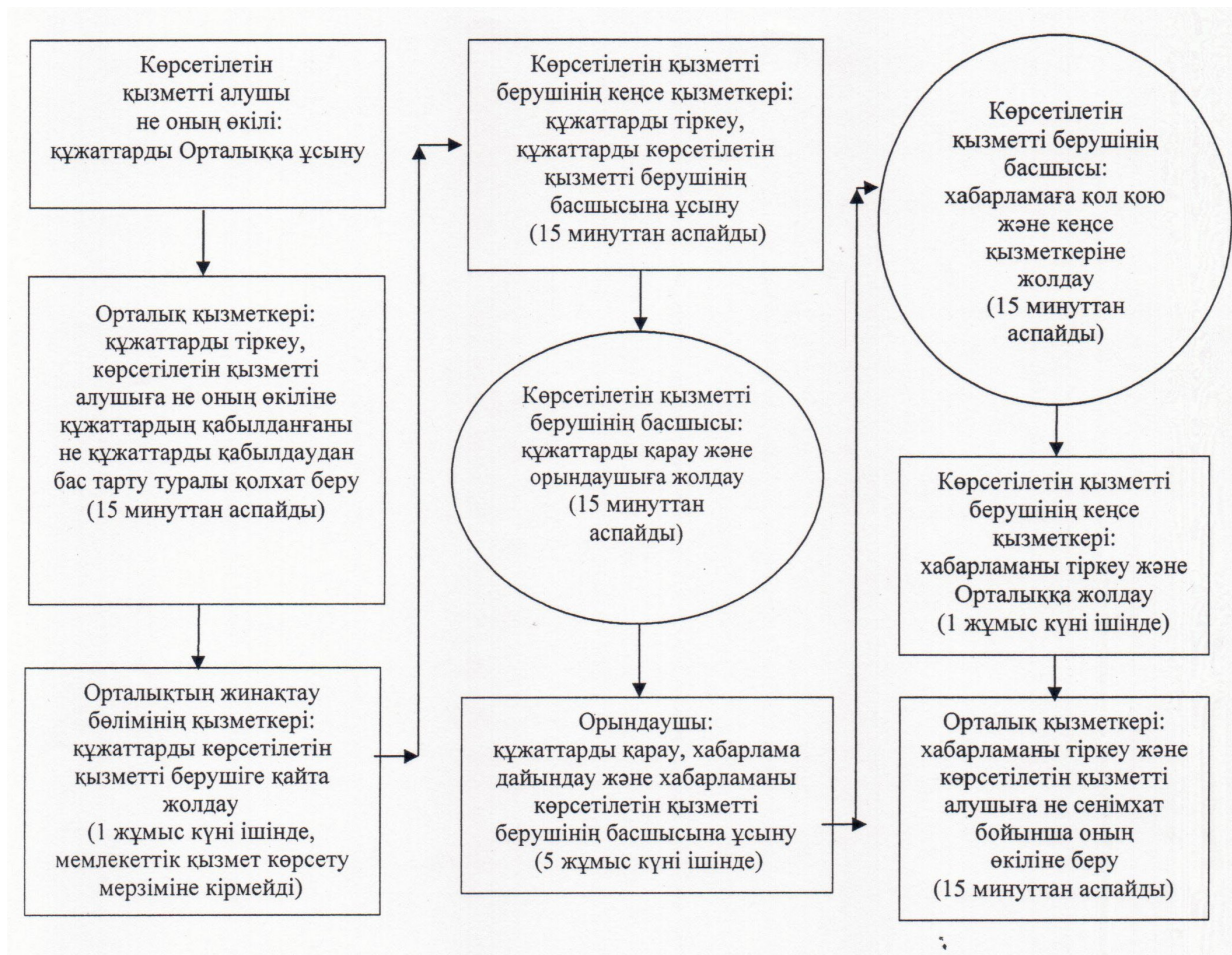 Көрсетілетін
қызметті алушы
не оның өкілі:
құжаттарды Орталыққа ұсыну
Орталық қызметкері:
құжаттарды тіркеу,
көрсетілетін қызметті
алушыға не оның өкіліне
құжаттардың қабылданғаны
не құжаттарды қабылдаудан
бас тарту туралы қолхат беру
(15 минуттан аспайды)
Орталықтың жинақтау
бөлімінің қызметкері:
құжаттарды көрсетілетін
қызметті берушіге қайта
жолдау
(1 жұмыс күні ішінде,
мемлекеттік қызмет көрсету
мерзіміне кірмейді)
Көрсетілетін қызметті
берушінің кеңсе қызметкері:
құжаттарды тіркеу,
құжаттарды көрсетілетін
қызметті берушінің
басшысына ұсыну
(15 минуттан аспайды)
Көрсетілетін қызметті
берушінің басшысы:
құжаттарды қарау және
орындаушыға жолдау
(15 минуттан
аспайды)
Орындаушы:
құжаттарды қарау, хабарлама
дайындау және хабарламаны
көрсетілетін қызметті
берушінің басшысына ұсыну
(5 жұмыс күні ішінде)
Көрсетілетін
қызметті берушінің
басшысы:
хабарламаға қол қою
және кеңсе
қызметкеріне
жолдау
(15 минуттан
аспайды)
Көрсетілетін қызметті
берушінің кеңсе
қызметкері:
хабарламаны тіркеу және
Орталыққа жолдау
(1 жұмыс күні ішінде)
Орталық қызметкері:
хабарламаны тіркеу және
көрсетілетін қызметті
алушыға не сенімхат
бойынша оның
өкіліне беру
(15 минуттан аспайды)